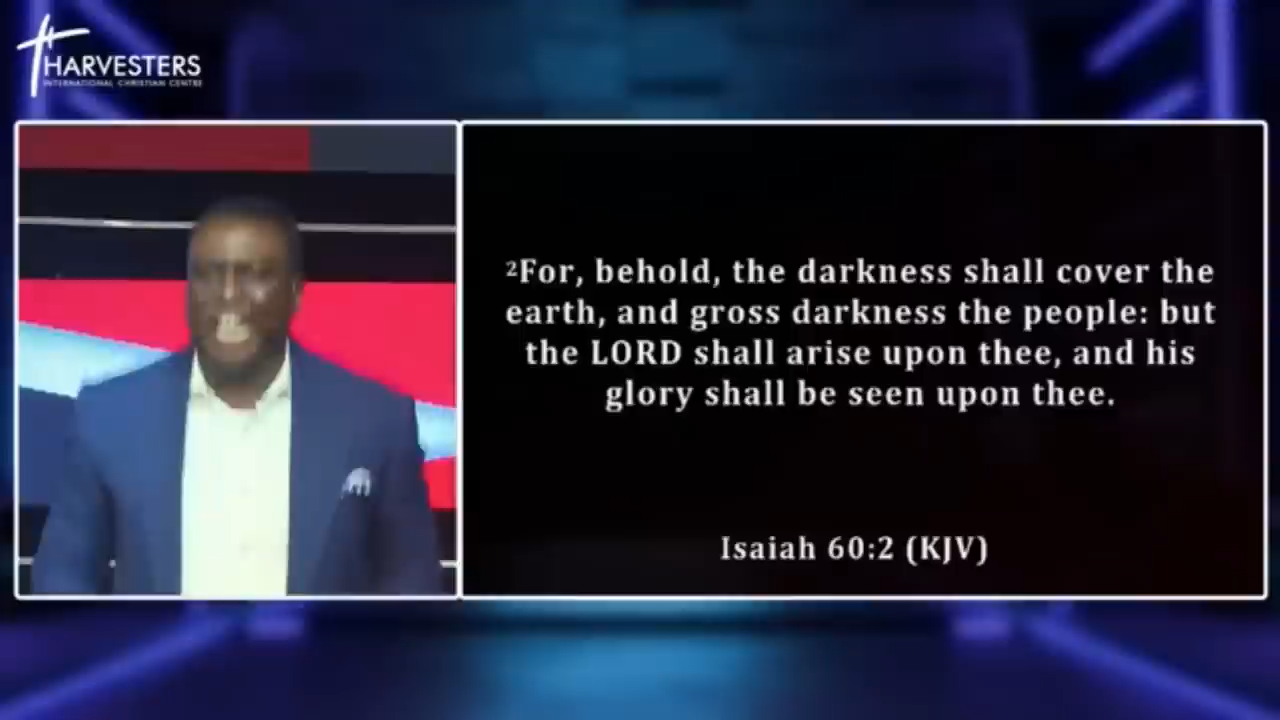 HARVESTERS
INTERNATIONAL CHRISTIAN CENTRE
²For, behold, the darkness shall cover the
earth, and gross darkness the people: but
the LORD shall arise upon thee, and his
glory shall be seen upon thee.
Isaiah 60:2 (KJV)